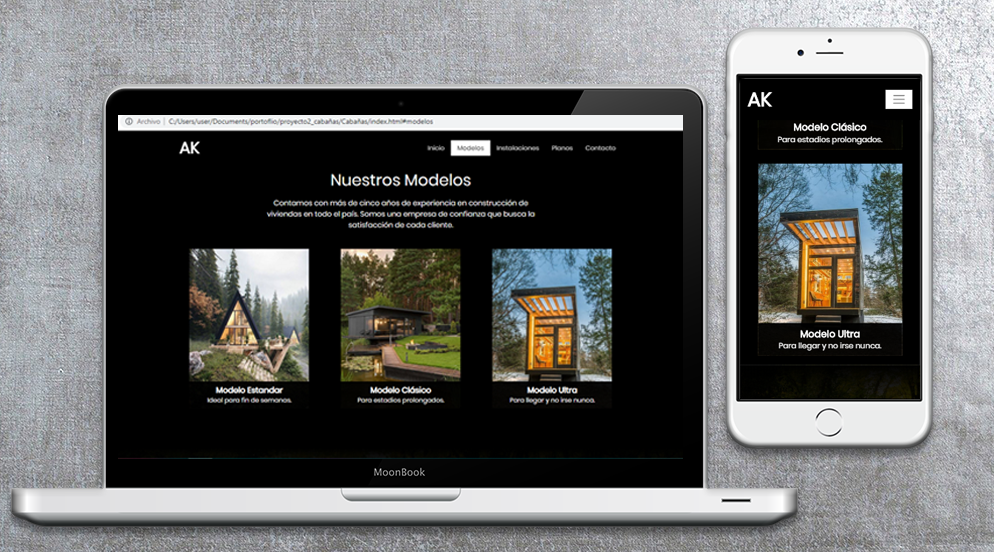 Archivo C:/Users/user/Documents/portoflio/proyecto2_cabañas/Cabañas/index.html#modelos
AK
Inicio Modelos Instalaciones Planos Contacto
Nuestros Modelos
Contamos con más de cinco años de experiencia en construcción de
viviendas en todo el país. Somos una empresa de confianza que busca la
satisfacción de cada cliente.
Modelo Estandar
Ideal para fin de semanas.
Modelo Clásico
Para estadios prolongados.
Modelo Ultra
Para llegar y no irse nunca.
MoonBook
AK
Modelo Clásico
Para estadios prolongados.
Modelo Ultra
Para llegar y no irse nunca.